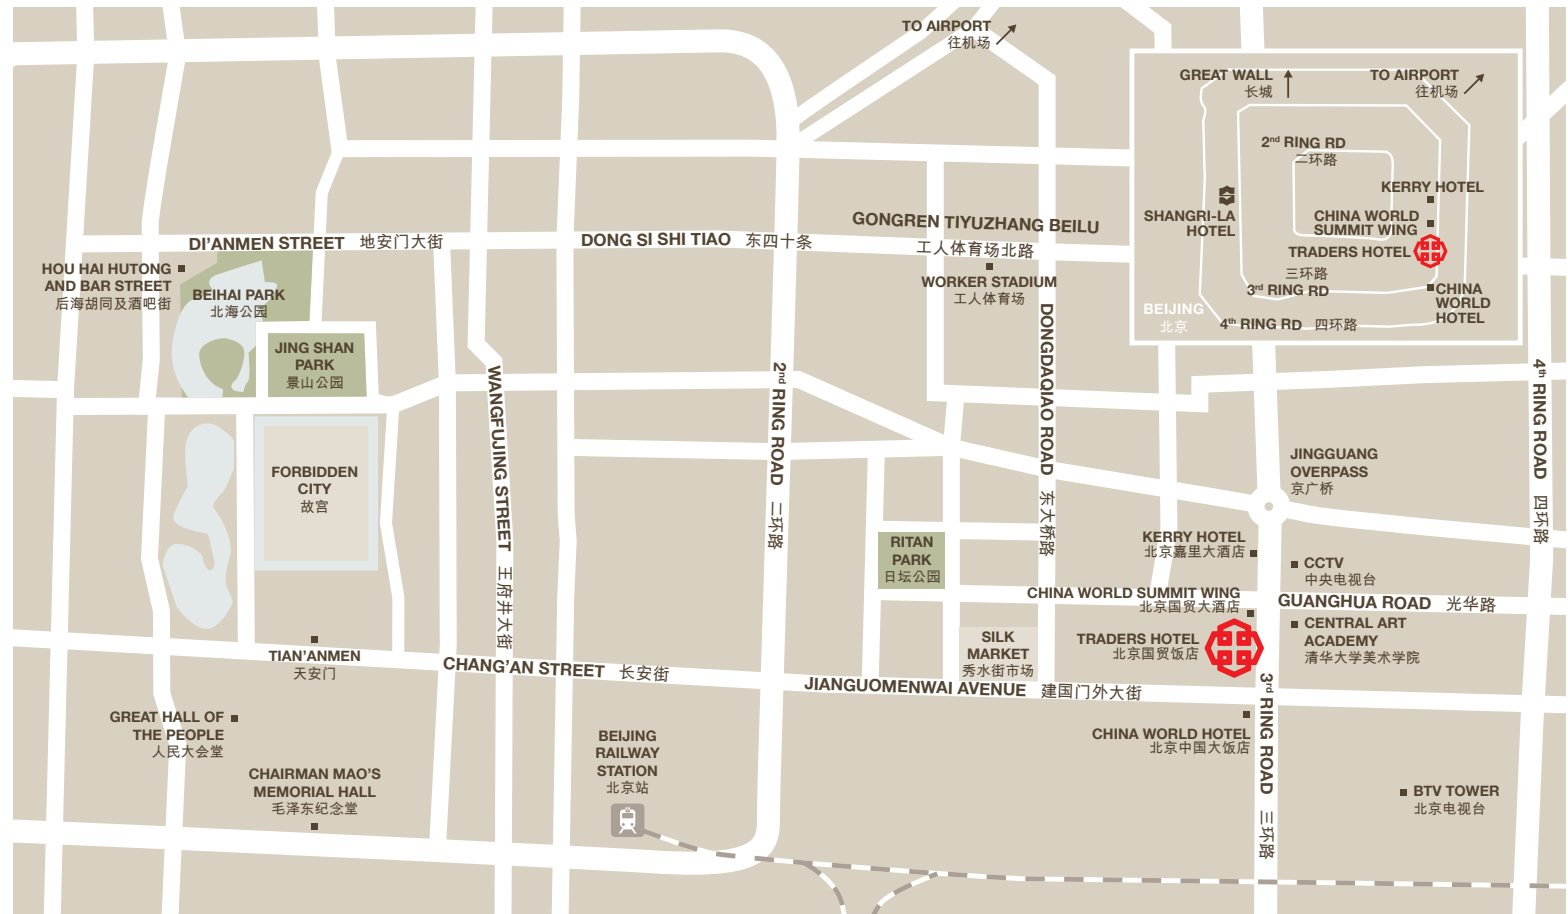 TO AIRPORT
往机场
GREAT WALL
长城
TO AIRPORT
往机场
2nd RING RD
二环路
KERRY HOTEL
SHANGRI-LA
HOTEL
CHINA WORLD
SUMMIT WING
TRADERS HOTEL
三环路
3rd RING RD
CHINA
WORLD
HOTEL
BEIJING
北京
4th RING RD 四环路
DI'ANMEN STREET 地安门大街
DONG SI SHI TIAO 东四十条
GONGREN TIYUZHANG BEILU
工人体育场北路
HOU HAI HUTONG
AND BAR STREET
后海胡同及酒吧街
BEIHAI PARK
北海公园
WORKER STADIUM
工人体育场
JING SHAN
PARK
景山公园
WANGFUJING STREET 王府井大街
2nd RING ROAD 二环路
DONGDAQIAO ROAD 东大桥路
4th RING ROAD 四环路
FORBIDDEN
CITY
故宫
JINGGUANG
OVERPASS
京广桥
RITAN
PARK
日坛公园
KERRY HOTEL
北京嘉里大酒店
CCTV
中央电视台
CHINA WORLD SUMMIT WING
北京国贸大酒店
GUANGHUA ROAD 光华路
TRADERS HOTEL
北京国贸饭店
CENTRAL ART
ACADEMY
清华大学美术学院
SILK
MARKET
秀水街市场
TIAN'ANMEN
天安门
CHANG'AN STREET 长安街
JIANGUOMENWAI AVENUE 建国门外大街
3rd RING ROAD 三环路
GREAT HALL OF
THE PEOPLE
人民大会堂
BEIJING
RAILWAY
STATION
北京站
CHINA WORLD HOTEL
北京中国大饭店
CHAIRMAN MAO'S
MEMORIAL HALL
毛泽东纪念堂
BTV TOWER
北京电视台